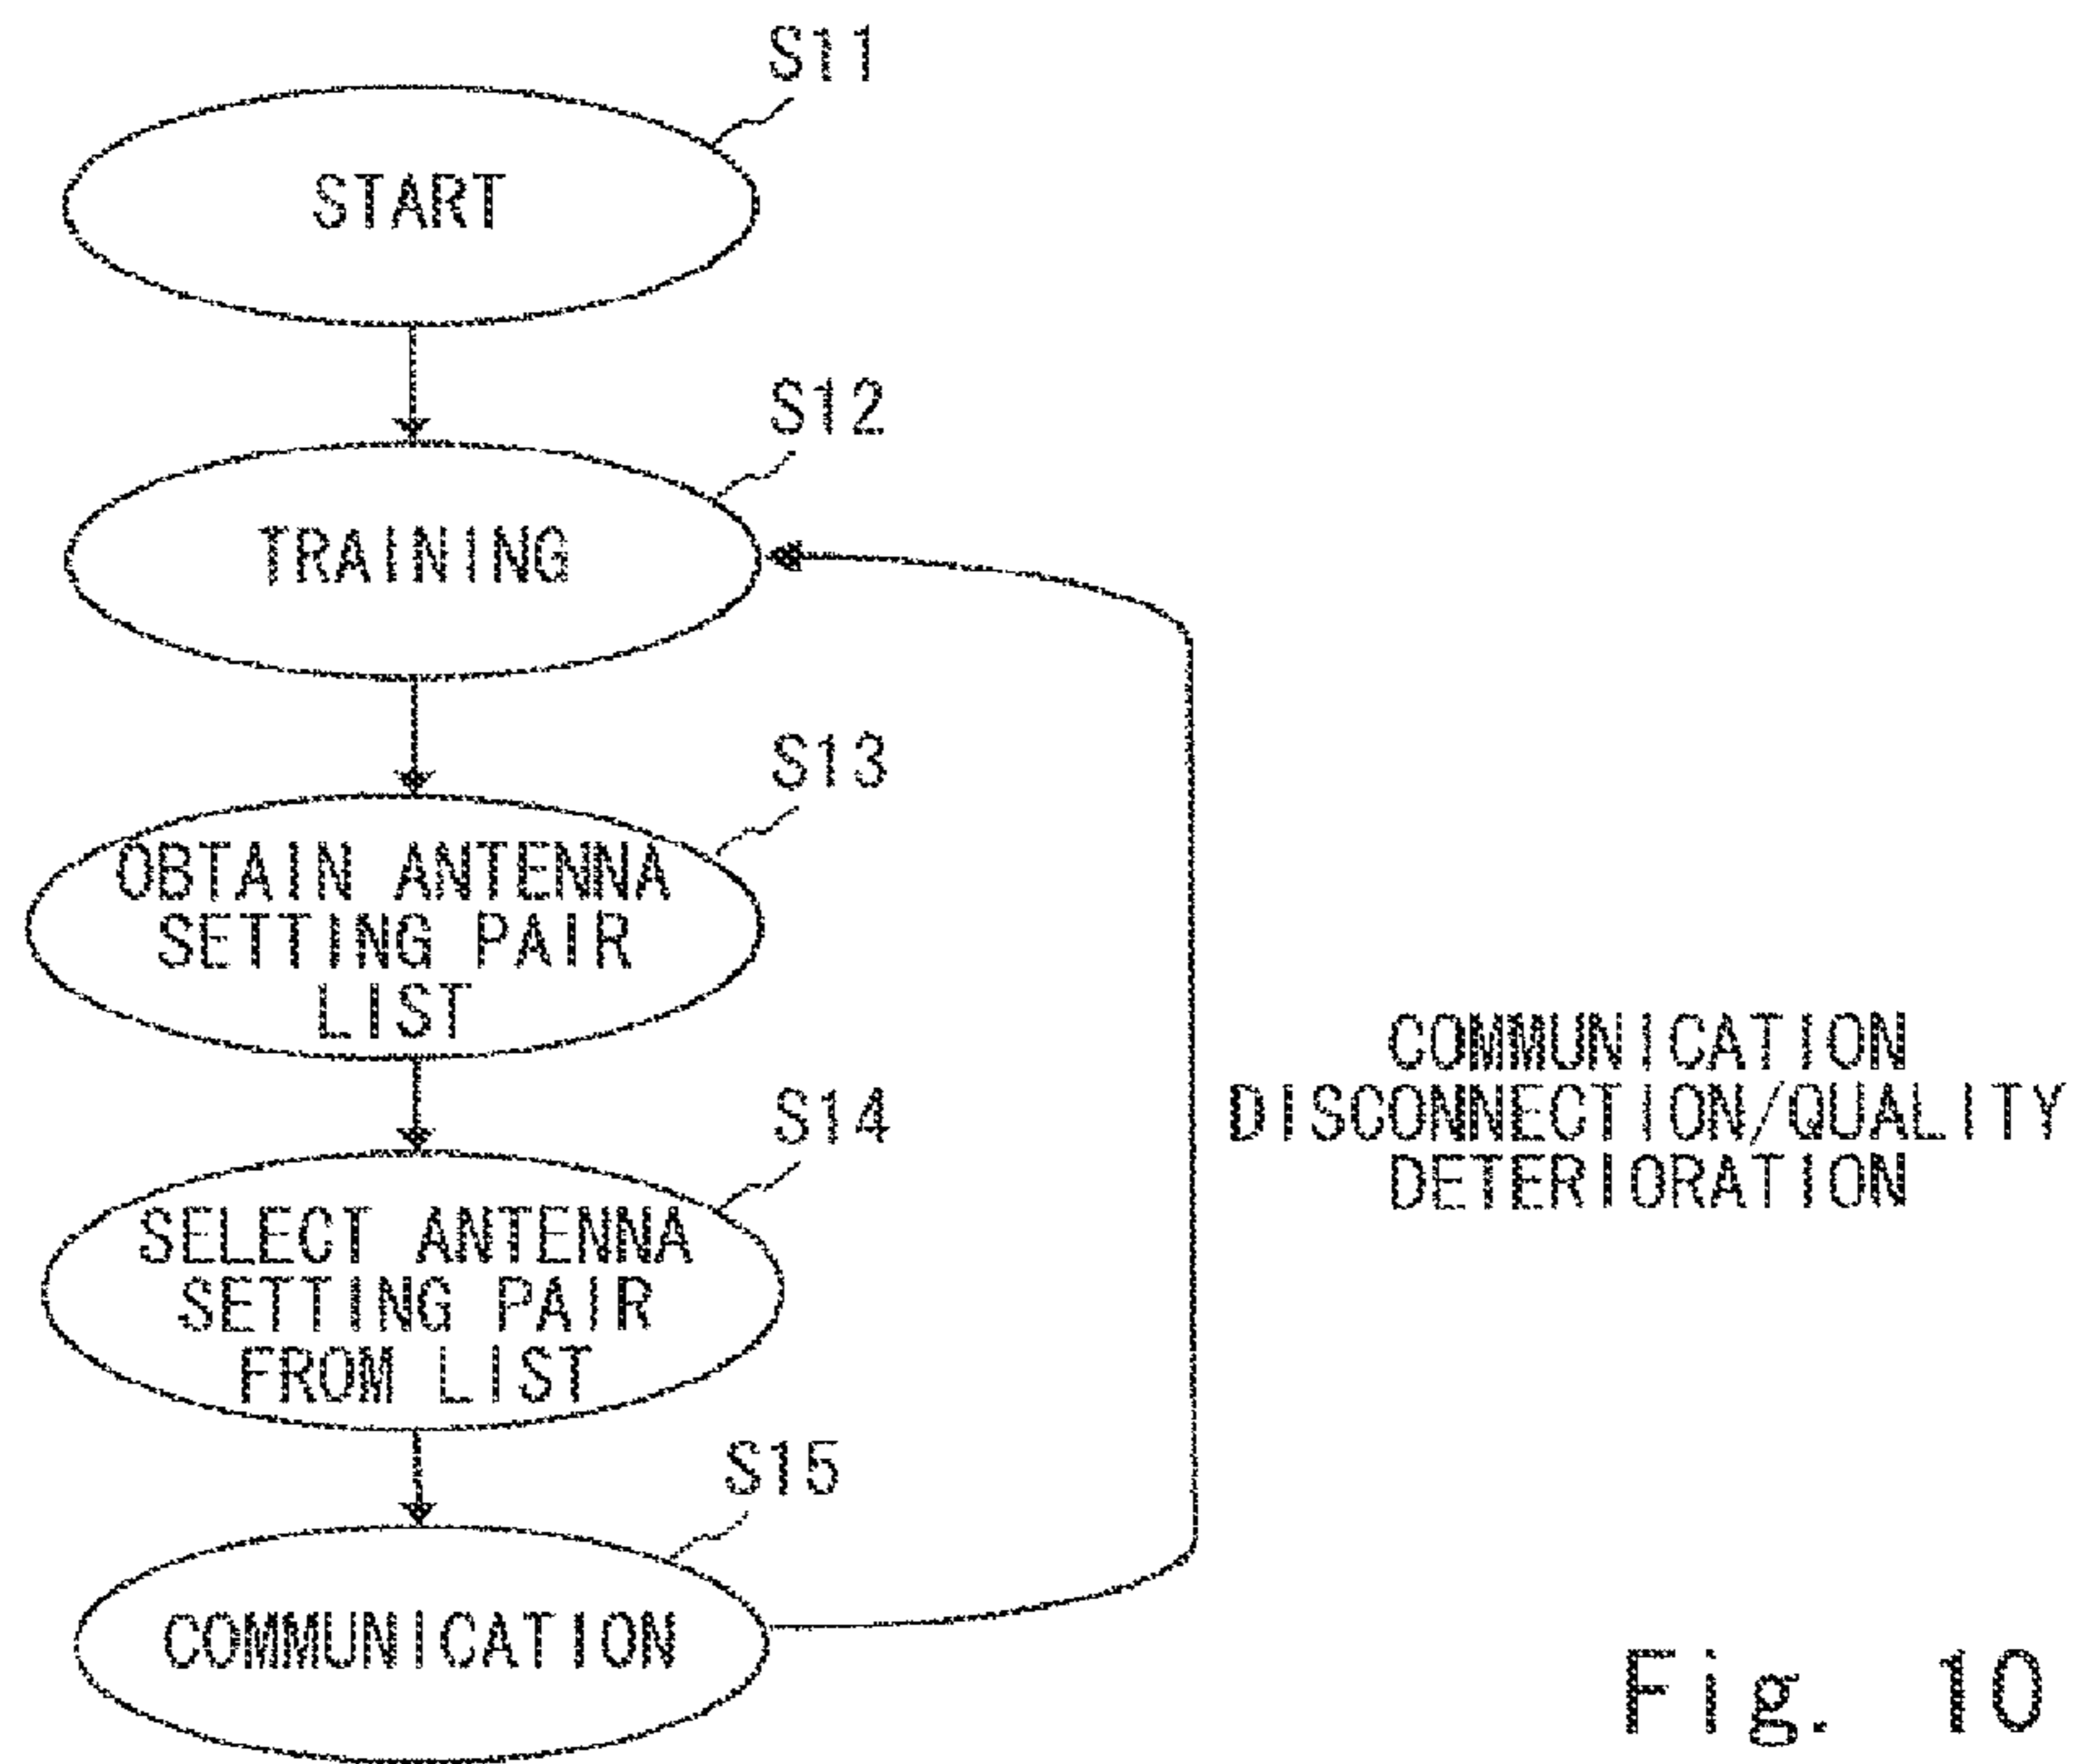 S11
START
S12
TRAINING
S13
OBTAIN ANTENNA
SETTING PAIR
LIST
S14
SELECT ANTENNA
SETTING PAIR
FROM LIST
S15
COMMUNICATION
COMMUNICATION
DISCONNECTION/QUALITY
DETERIORATION
Fig. 10